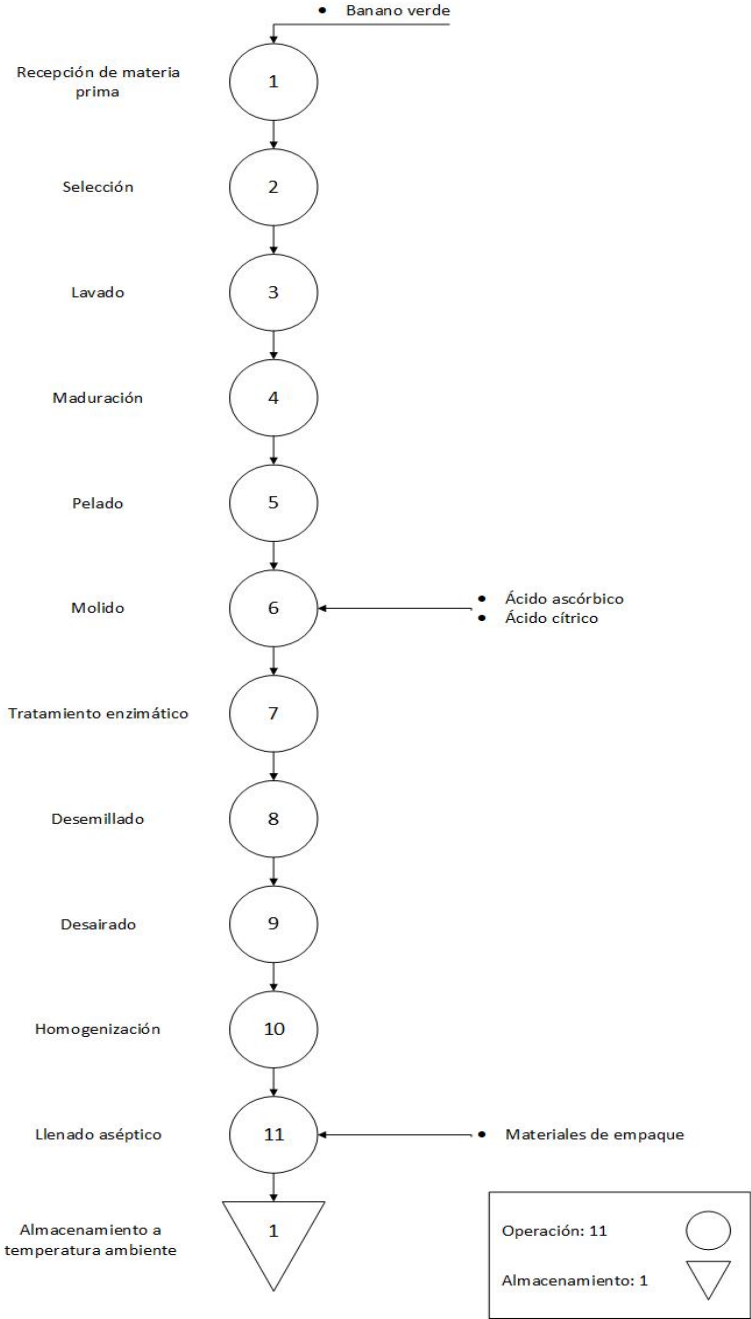 • Banano verde
Recepción de materia
prima
1
Selección
2
Lavado
3
Maduración
4
Pelado
5
Molido
6
• Ácido ascórbico
• Ácido cítrico
Tratamiento enzimático
7
Desemillado
8
Desairado
9
Homogenización
10
Llenado aséptico
11
• Materiales de empaque
Almacenamiento a
temperatura ambiente
1
Operación: 11
Almacenamiento: 1